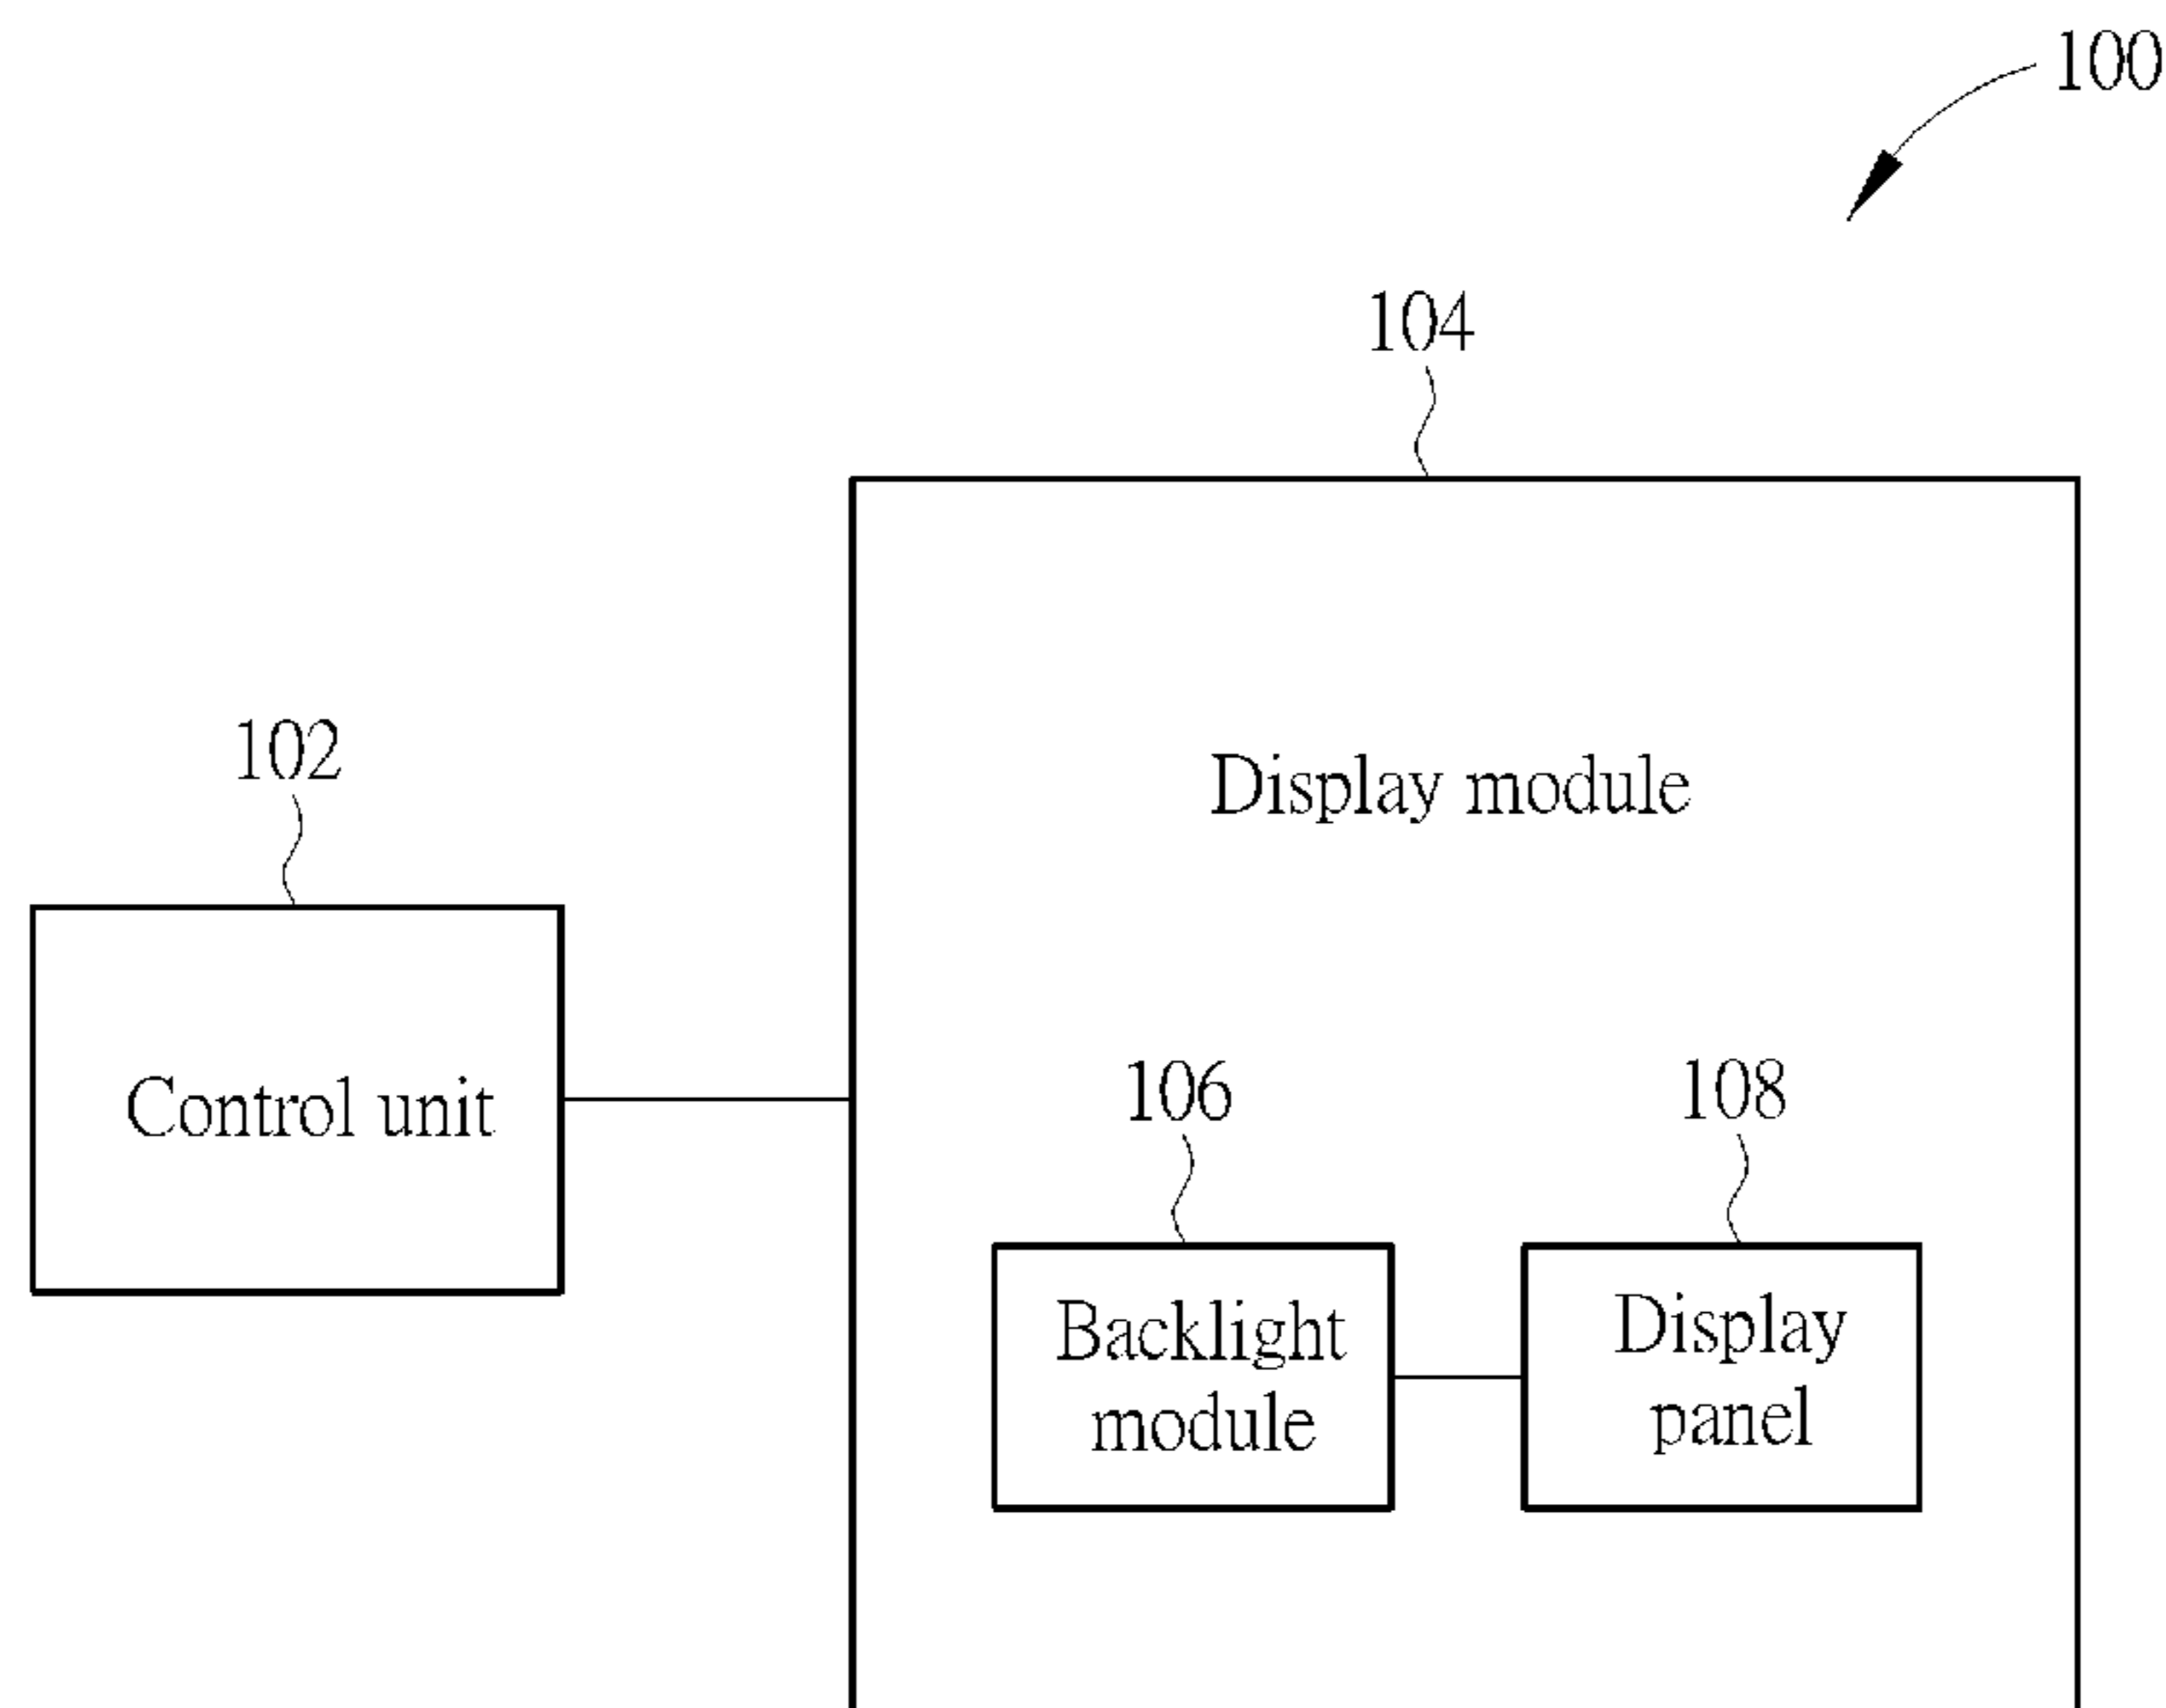 100
104
102
Display module
Control unit
106
108
Backlight
module
Display
panel